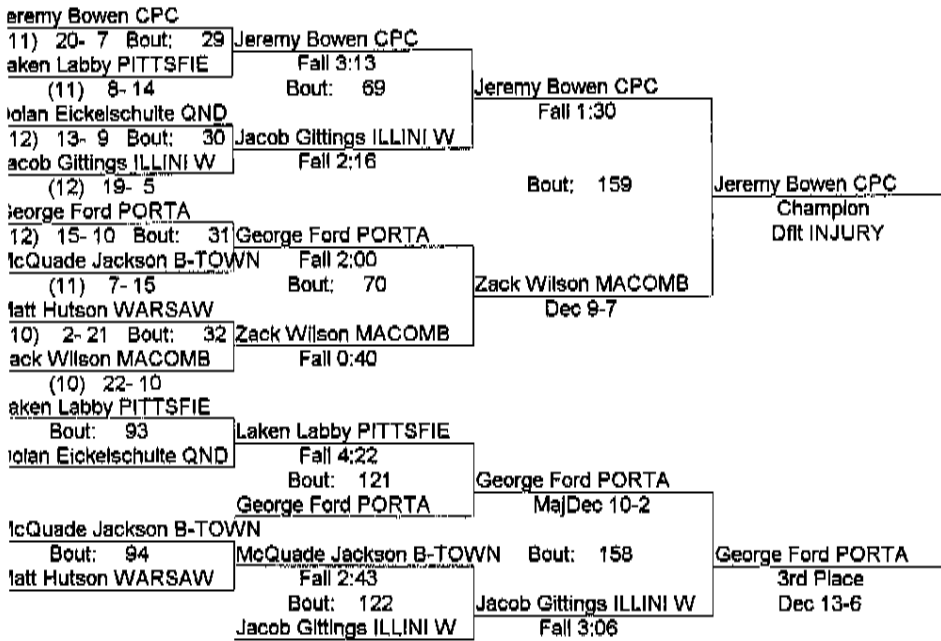 eremy Bowen CPC
11) 20- 7 Bout: 29
aken Labby PITTSFIE
(11) 8- 14
olan Eickelschulte QND
12) 13- 9 Bout: 30
acob Gittings ILLINI W
(12) 19- 5
eorge Ford PORTA
12) 15- 10 Bout: 31
McQuade Jackson B-TOWN
(11) 7- 15
Matt Hutson WARSAW
10) 2- 21 Bout: 32
ack Wilson MACOMB
(10) 22- 10
aken Labby PITTSFIE
Bout: 93
olan Eickelschulte QND
McQuade Jackson B-TOWN
Bout: 94
Matt Hutson WARSAW
Jeremy Bowen CPC
Fall 3:13
Bout: 69
Jacob Gittings ILLINI W
Fall 2:16
George Ford PORTA
Fall 2:00
Bout: 70
Zack Wilson MACOMB
Fall 0:40
Laken Labby PITTSFIE
Fall 4:22
Bout: 121
George Ford PORTA
McQuade Jackson B-TOWN
Fall 2:43
Bout: 122
Jacob Gittings ILLINI W
Jeremy Bowen CPC
Fall 1:30
Bout: 159
Zack Wilson MACOMB
Dec 9-7
George Ford PORTA
MajDec 10-2
Bout: 158
Jacob Gittings ILLINI W
Fall 3:06
Jeremy Bowen CPC
Champion
Dflt INJURY
George Ford PORTA
3rd Place
Dec 13-6